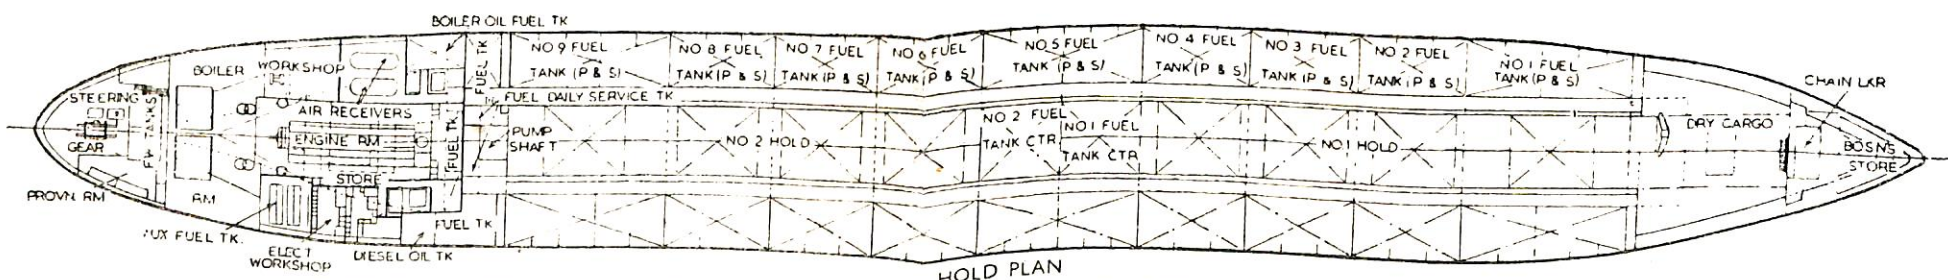 BOILER OIL FUEL TK
NO 9 FUEL
TANK (P & S)
NO 8 FUEL
TANK (P & S)
NO 7 FUEL
TANK (P & S)
NO 6 FUEL
TANK (P & S)
NO 5 FUEL
TANK (P & S)
NO 4 FUEL
TANK (P & S)
NO 3 FUEL
TANK (P & S)
NO 2 FUEL
TANK (P & S)
NO 1 FUEL
TANK (P & S)
CHAIN LKR
FUEL TK
BOILER
WORKSHOP
STEERING
GEAR
FW TANKS
AIR RECEIVERS
FUEL DAILY SERVICE TK
ENGINE RM
FUEL TK
PUMP
SHAFT
NO 2 HOLD
NO 2 FUEL
TANK CTR
NO 1 FUEL
TANK CTR
NO 1 HOLD
DRY CARGO
BOSNS
STORE
STORE
PROVN. RM
RM
FUEL TK
AUX FUEL TK.
ELECT
WORKSHOP
DIESEL OIL TK
HOLD PLAN